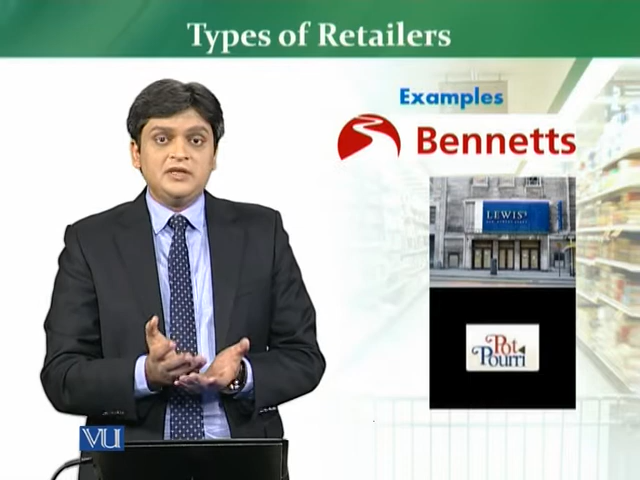 Types of Retailers
Examples
Bennetts
LEWIS'
Pot
Pourri
VU